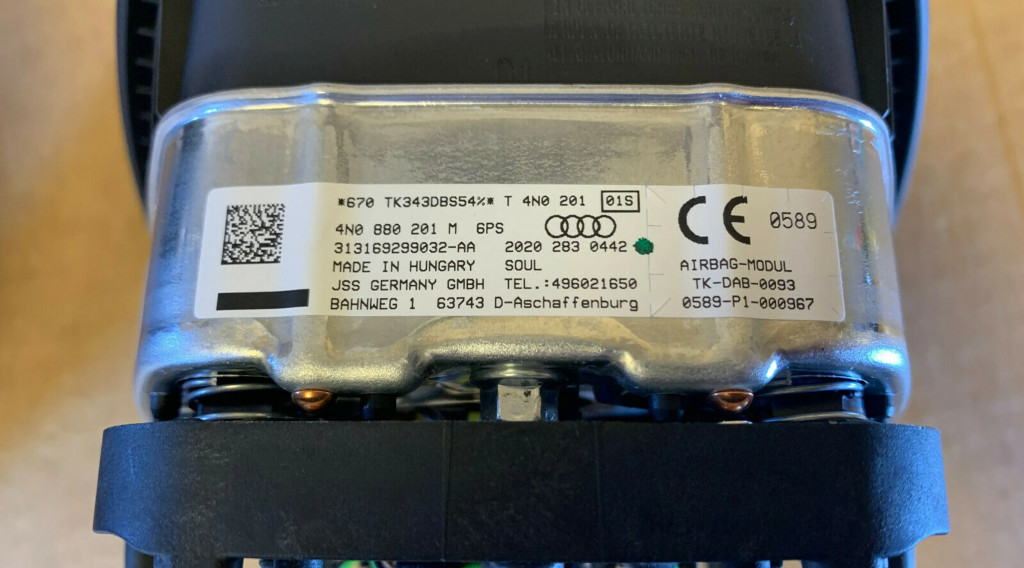 *670 TK343DBS54%* T 4N0 201 01S
4N0 880 201 M 6PS
313169299032-AA 2020 283 0442
MADE IN HUNGARY SOUL
JSS GERMANY GMBH TEL.:496021650
BAHNWEG 1 63743 D-Aschaffenburg
CE 0589
AIRBAG-MODUL
TK-DAB-0093
0589-P1-000967